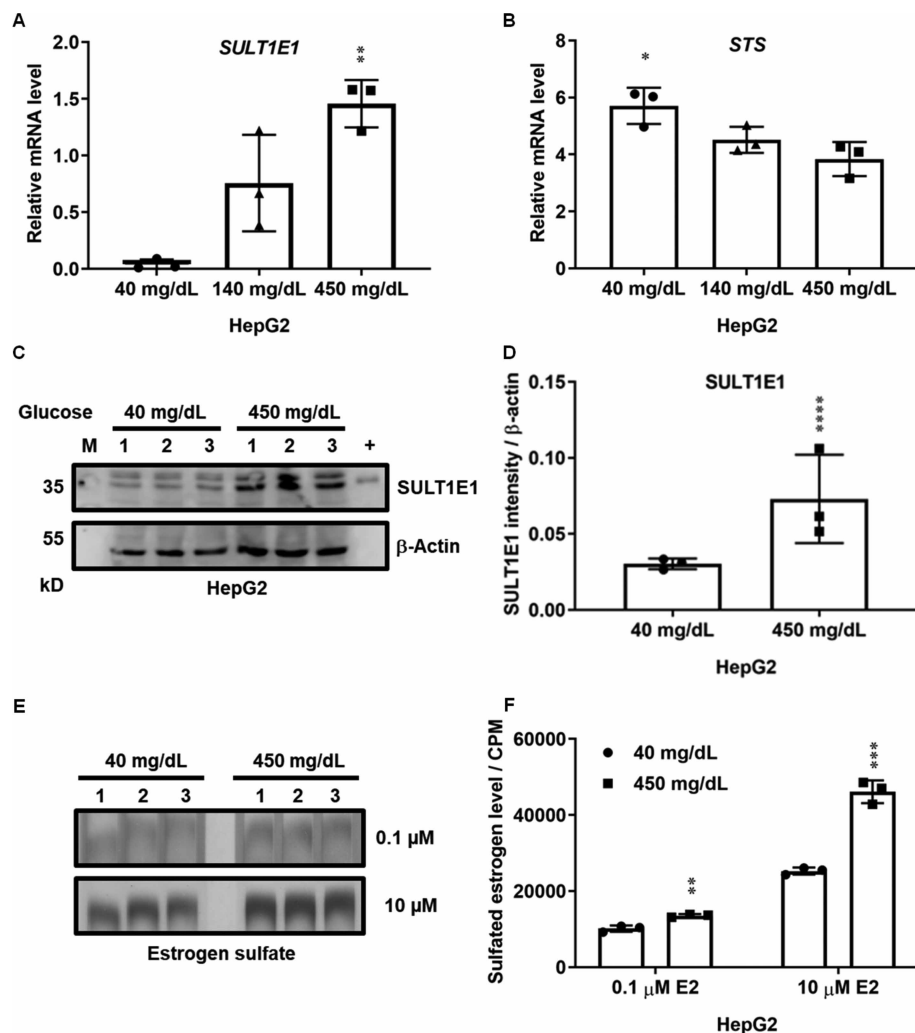 A
SULT1E1
**
Relative mRNA level
2.0
1.5
1.0
0.5
0.0
40 mg/dL 140 mg/dL 450 mg/dL
HepG2
B
STS
*
Relative mRNA level
8
6
4
2
0
40 mg/dL 140 mg/dL 450 mg/dL
HepG2
C
Glucose 40 mg/dL 450 mg/dL
M 1 2 3 1 2 3 +
35 SULT1E1
55 β-Actin
kD
HepG2
D
SULT1E1
****
SULT1E1 intensity / β-actin
0.15
0.10
0.05
0.00
40 mg/dL 450 mg/dL
HepG2
E
40 mg/dL 450 mg/dL
1 2 3 1 2 3
0.1 µM
10 µM
Estrogen sulfate
F
Sulfated estrogen level / CPM
60000
40000
20000
0
40 mg/dL
450 mg/dL
**
***
0.1 μM E2 10 μM E2
HepG2